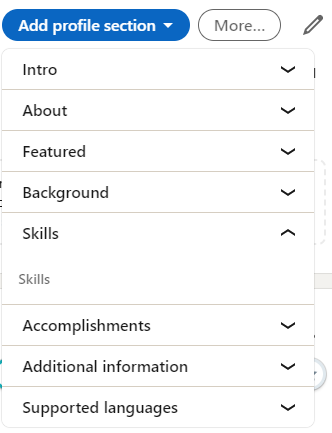 Add profile section
More...
Intro
About
Featured
Background
Skills
Skills
Accomplishments
Additional information
Supported languages